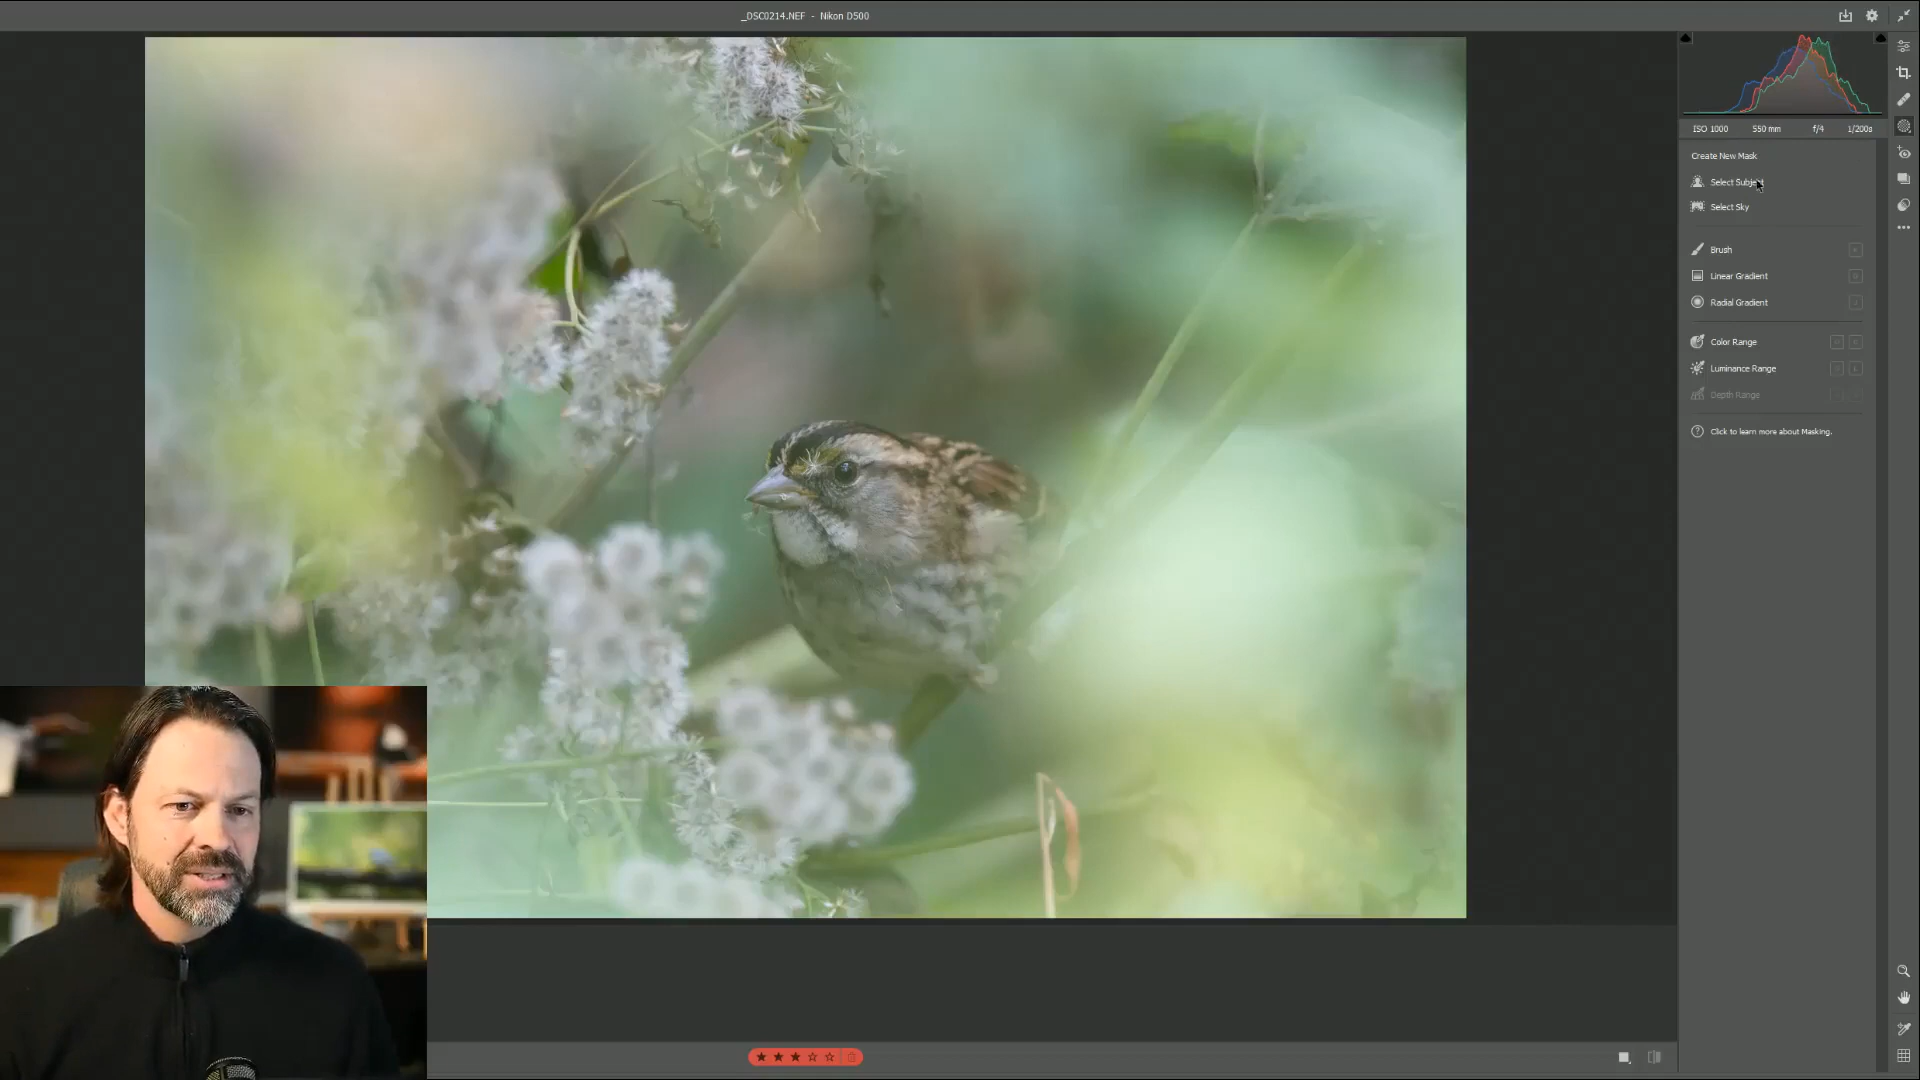 _DSC0214.NEF - Nikon D500
ISO 1000 550 mm f/4 1/200s
Create New Mask
Select Subject
Select Sky
Brush
Linear Gradient
Radial Gradient
Color Range
Luminance Range
Depth Range
Click to learn more about Masking.